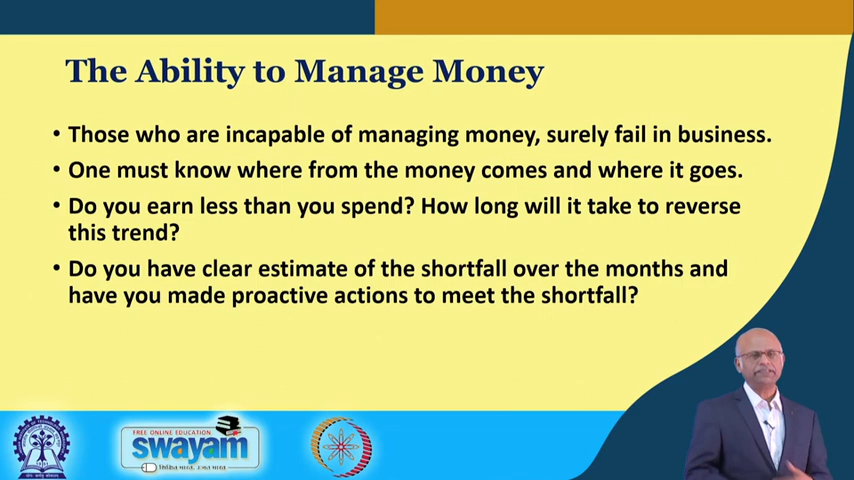 The Ability to Manage Money
• Those who are incapable of managing money, surely fail in business.
• One must know where from the money comes and where it goes.
• Do you earn less than you spend? How long will it take to reverse
this trend?
• Do you have clear estimate of the shortfall over the months and
have you made proactive actions to meet the shortfall?
FREE ONLINE EDUCATION
swayam